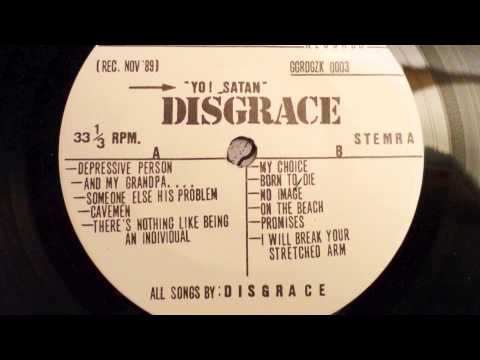 (REC. NOV '89)
GGRDGZK 0003
"YO! SATAN"
DISGRACE
33 1/3 RPM.
STEMRA
A
B
-DEPRESSIVE PERSON
-AND MY GRANDPA....
-SOMEONE ELSE HIS PROBLEM
-CAVEMEN
-THERE'S NOTHING LIKE BEING
AN INDIVIDUAL
-MY CHOICE
-BORN TO/DIE
-NO IMAGE
-ON THE BEACH
-PROMISES
-I WILL BREAK YOUR
STRETCHED ARM
ALL SONGS BY: DISGRACE